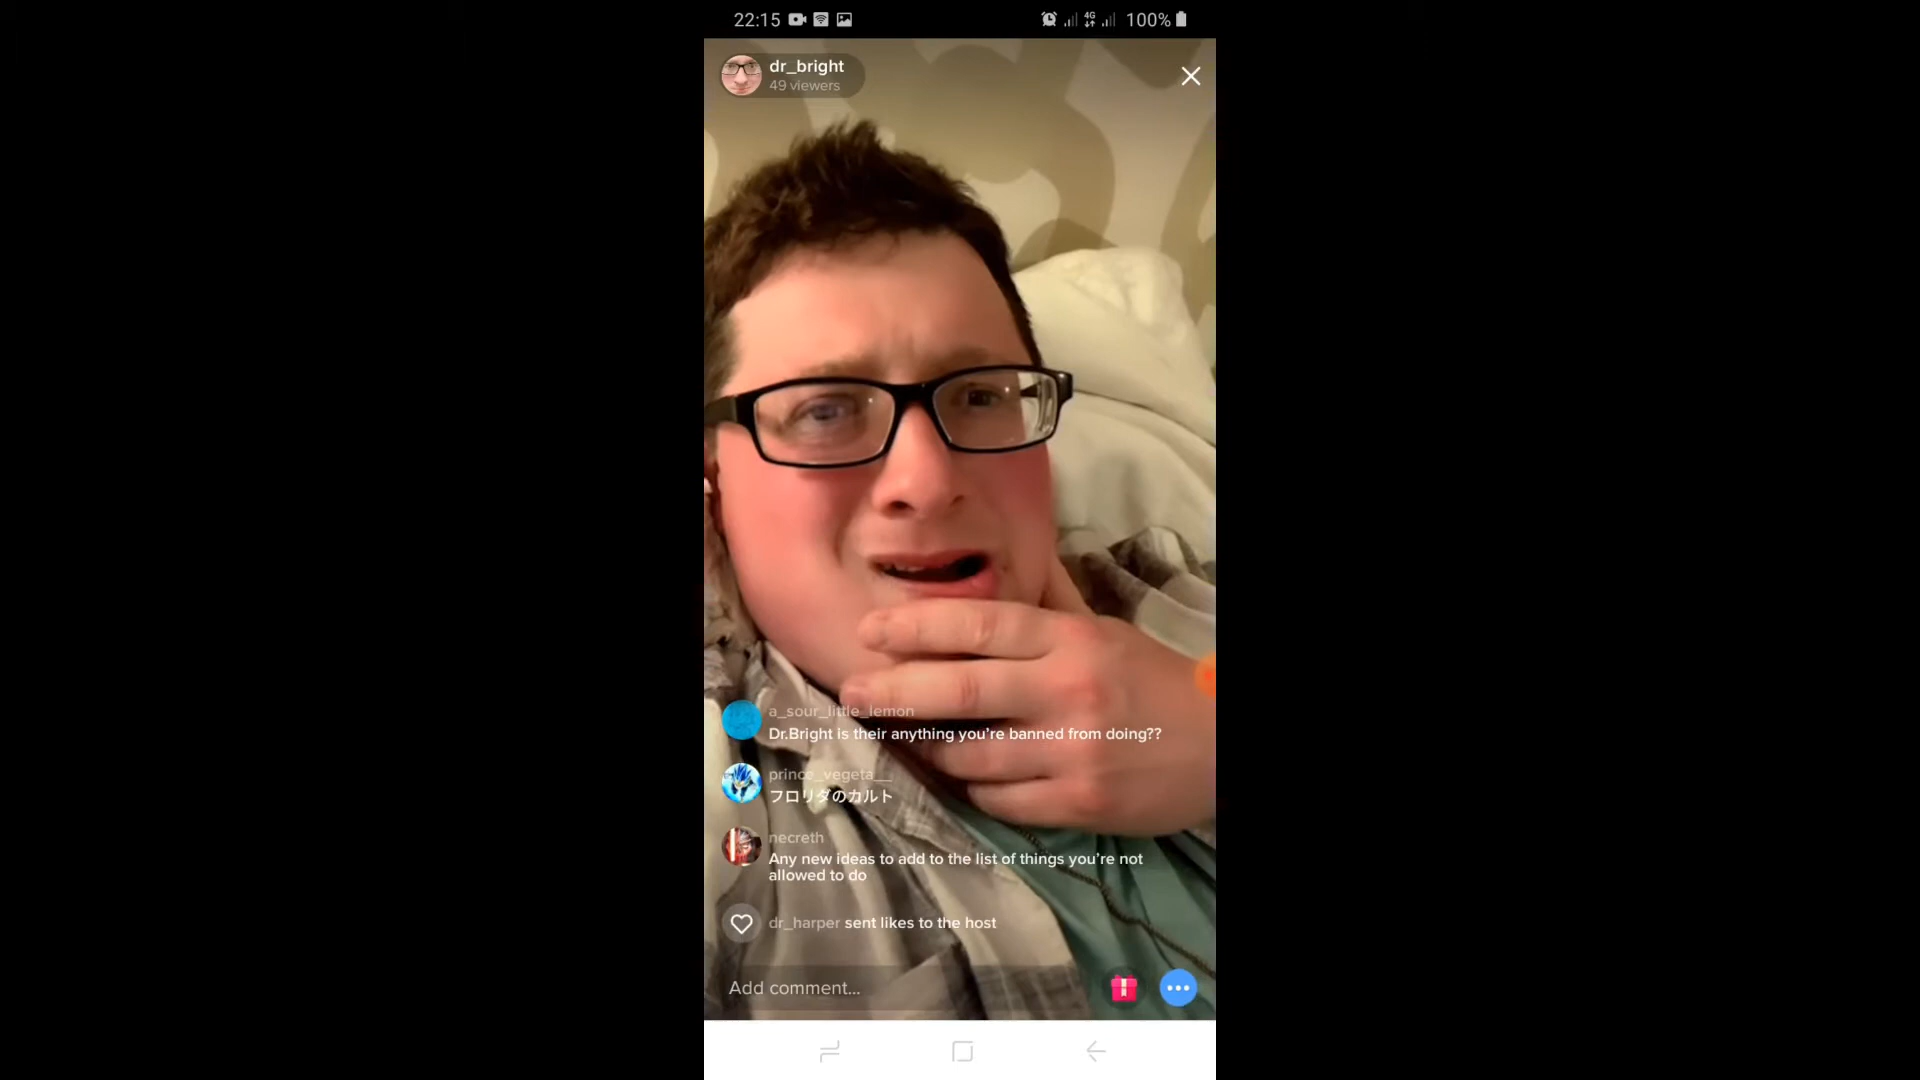 22:15
4G
100%
dr_bright
49 viewers
a_sour_little_lemon
Dr.Bright is their anything you're banned from doing??
prince_vegeta__
フロリダのカルト
necreth
Any new ideas to add to the list of things you're not
allowed to do
dr_harper sent likes to the host
Add comment...